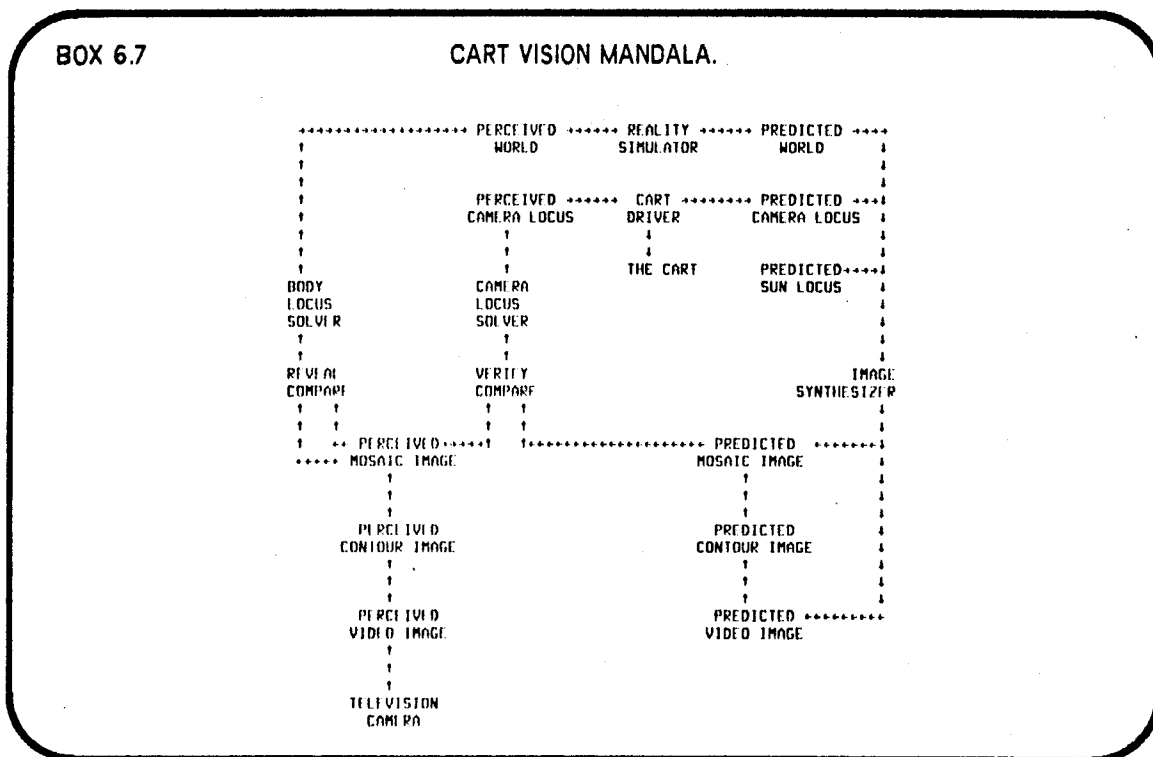 BOX 6.7 CART VISION MANDALA.
PERCEIVED REALITY PREDICTED
WORLD SIMULATOR WORLD
PERCEIVED CART PREDICTED
CAMERA LOCUS DRIVER CAMERA LOCUS
THE CART PREDICTED
SUN LOCUS
BODY CAMERA
LOCUS LOCUS
SOLVER SOLVER
REVEAL VERIFY IMAGE
COMPARE COMPARE SYNTHESIZER
PERCEIVED PREDICTED
MOSAIC IMAGE MOSAIC IMAGE
PERCEIVED PREDICTED
CONTOUR IMAGE CONTOUR IMAGE
PERCEIVED PREDICTED
VIDEO IMAGE VIDEO IMAGE
TELEVISION
CAMERA